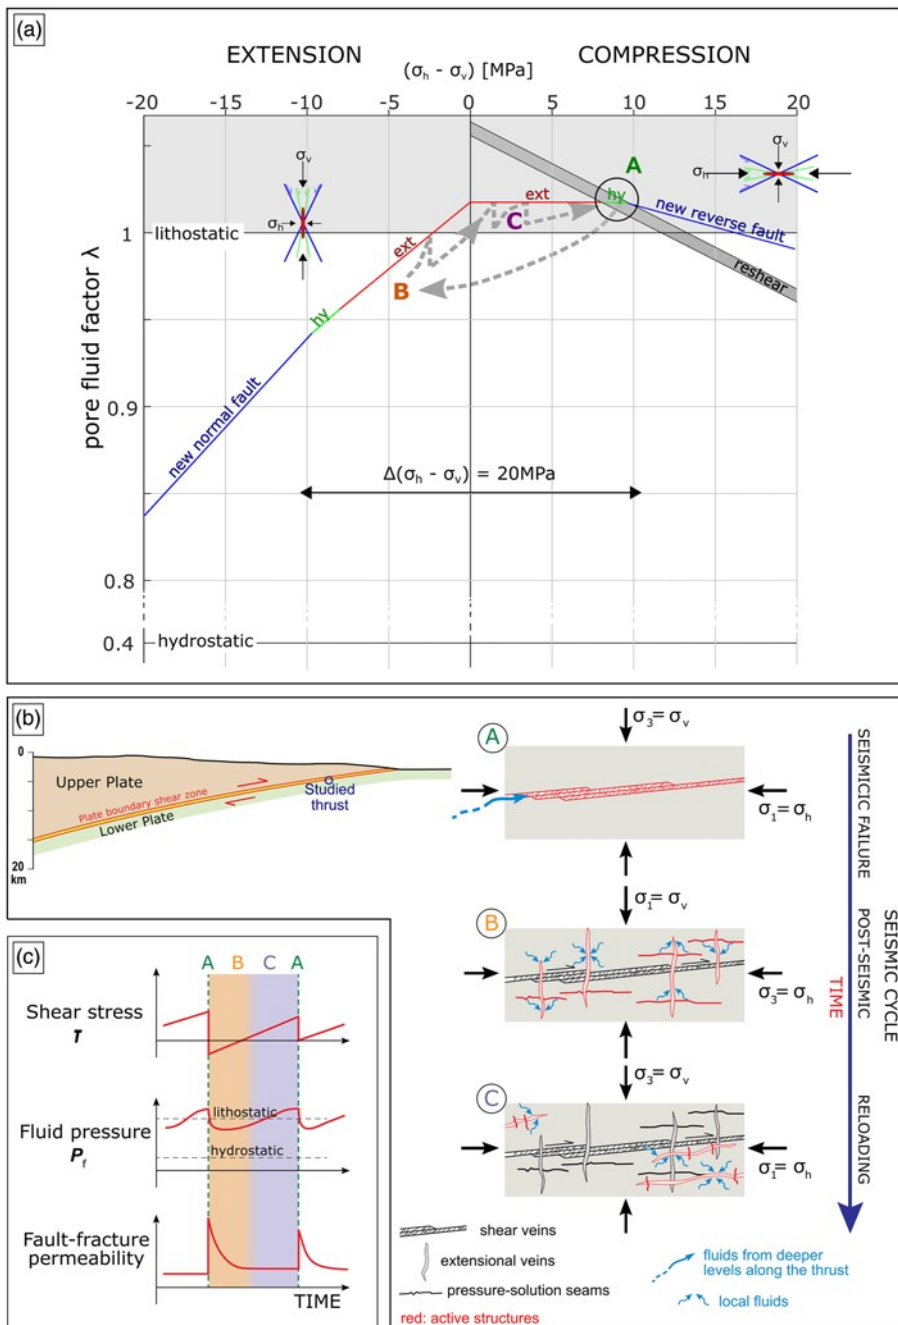 (a)
EXTENSION
COMPRESSION
(σh - σv) [MPa]
-20 -15 -10 -5 0 5 10 15 20
σv
σh
A
σv
σh
ext
hy
new reverse fault
C
1
lithostatic
ext
reshear
B
hy
pore fluid factor λ
new normal fault
0.9
Δ(σh - σv) = 20MPa
0.8
0.4
hydrostatic
(b)
0
Upper Plate
Plate boundary shear zone
Lower Plate
Studied
thrust
20
km
A
σ3= σv
σ1= σh
SEISMICIC FAILURE
B
σ1= σv
σ3= σh
POST-SEISMIC
SEISMIC CYCLE
TIME
C
σ3= σv
σ1= σh
RELOADING
shear veins
extensional veins
pressure-solution seams
red: active structures
fluids from deeper
levels along the thrust
local fluids
(c)
A B C A
Shear stress
τ
lithostatic
Fluid pressure
Pf
hydrostatic
Fault-fracture
permeability
TIME